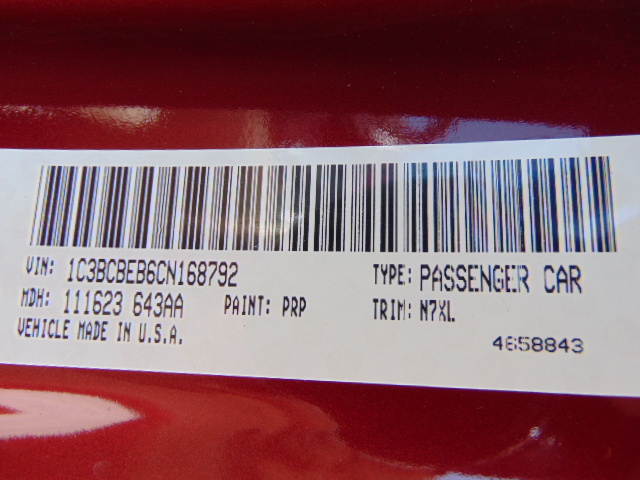 VIN: 1C3BCBEB6CN168792 TYPE: PASSENGER CAR
MDH: 111623 643AA PAINT: PRP TRIM: N7XL
VEHICLE MADE IN U.S.A. 4658843